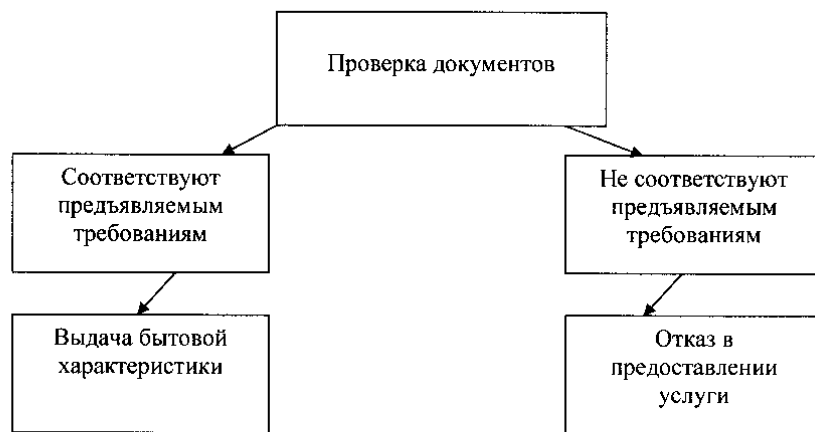 Проверка документов
Соответствуют
предъявляемым
требованиям
Не соответствуют
предъявляемым
требованиям
Выдача бытовой
характеристики
Отказ в
предоставлении
услуги